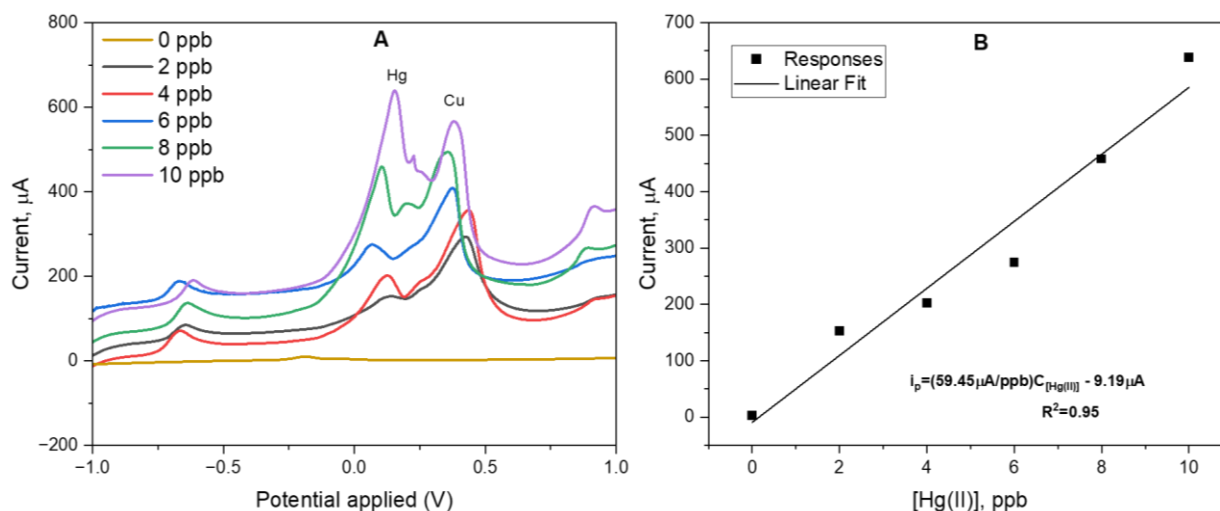 A
0 ppb
2 ppb
4 ppb
6 ppb
8 ppb
10 ppb
Hg
Cu
800
600
400
200
0
−200
Current, µA
−1.0 −0.5 0.0 0.5 1.0
Potential applied (V)
B
Responses
Linear Fit
700
600
500
400
300
200
100
0
Current, µA
i_p=(59.45µA/ppb)C_[Hg(II)] - 9.19µA
R²=0.95
0 2 4 6 8 10
[Hg(II)], ppb